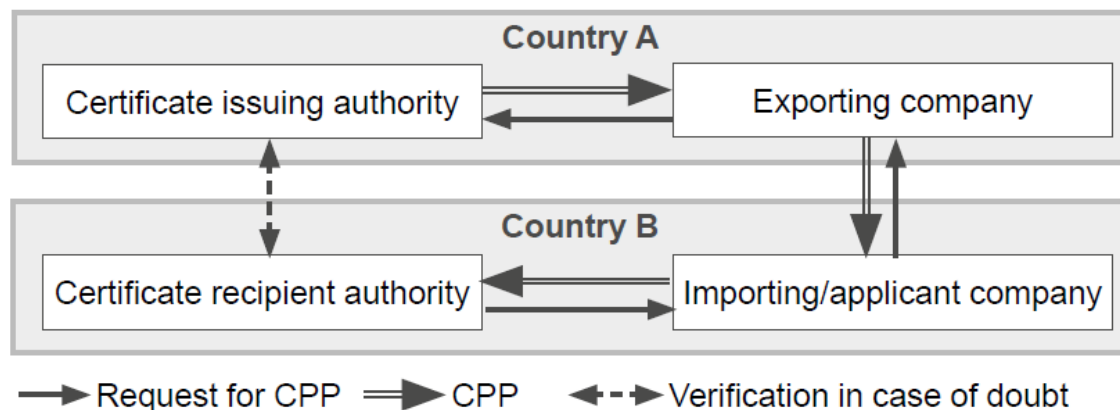 Country A
Certificate issuing authority
Exporting company
Country B
Certificate recipient authority
Importing/applicant company
Request for CPP
CPP
Verification in case of doubt